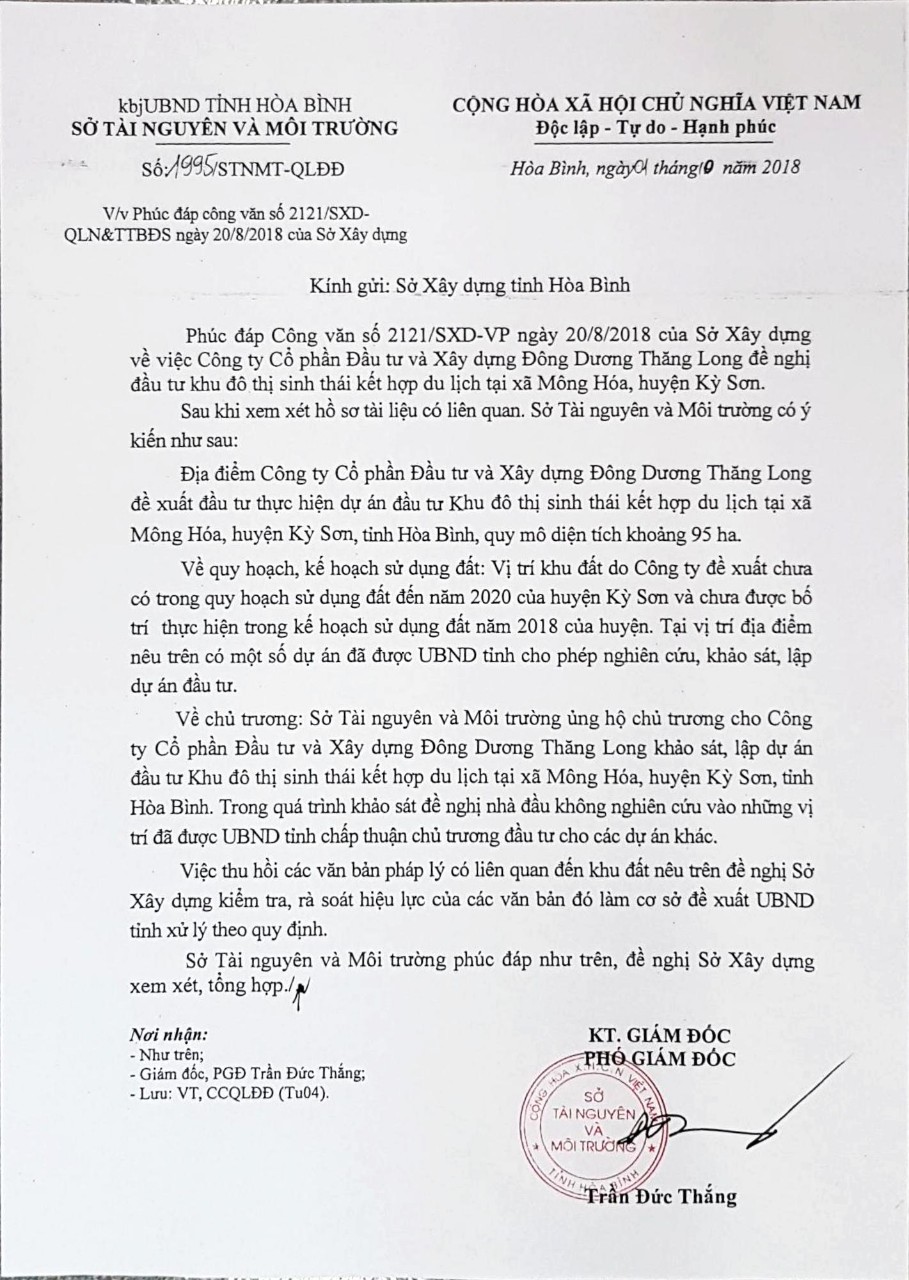 kbjUBND TỈNH HÒA BÌNH
SỞ TÀI NGUYÊN VÀ MÔI TRƯỜNG
Số:1995/STNMT-QLĐĐ
V/v Phúc đáp công văn số 2121/SXD-
QLN&TTBĐS ngày 20/8/2018 của Sở Xây dựng
CỘNG HÒA XÃ HỘI CHỦ NGHĨA VIỆT NAM
Độc lập - Tự do - Hạnh phúc
Hòa Bình, ngày 01 tháng 10 năm 2018
Kính gửi: Sở Xây dựng tỉnh Hòa Bình
Phúc đáp Công văn số 2121/SXD-VP ngày 20/8/2018 của Sở Xây dựng
về việc Công ty Cổ phần Đầu tư và Xây dựng Đông Dương Thăng Long đề nghị
đầu tư khu đô thị sinh thái kết hợp du lịch tại xã Mông Hóa, huyện Kỳ Sơn.
Sau khi xem xét hồ sơ tài liệu có liên quan. Sở Tài nguyên và Môi trường có ý
kiến như sau:
Địa điểm Công ty Cổ phần Đầu tư và Xây dựng Đông Dương Thăng Long
đề xuất đầu tư thực hiện dự án đầu tư Khu đô thị sinh thái kết hợp du lịch tại xã
Mông Hóa, huyện Kỳ Sơn, tỉnh Hòa Bình, quy mô diện tích khoảng 95 ha.
Về quy hoạch, kế hoạch sử dụng đất: Vị trí khu đất do Công ty đề xuất chưa
có trong quy hoạch sử dụng đất đến năm 2020 của huyện Kỳ Sơn và chưa được bố
trí thực hiện trong kế hoạch sử dụng đất năm 2018 của huyện. Tại vị trí địa điểm
nêu trên có một số dự án đã được UBND tỉnh cho phép nghiên cứu, khảo sát, lập
dự án đầu tư.
Về chủ trương: Sở Tài nguyên và Môi trường ủng hộ chủ trương cho Công
ty Cổ phần Đầu tư và Xây dựng Đông Dương Thăng Long khảo sát, lập dự án
đầu tư Khu đô thị sinh thái kết hợp du lịch tại xã Mông Hóa, huyện Kỳ Sơn, tỉnh
Hòa Bình. Trong quá trình khảo sát đề nghị nhà đầu không nghiên cứu vào những vị
trí đã được UBND tỉnh chấp thuận chủ trương đầu tư cho các dự án khác.
Việc thu hồi các văn bản pháp lý có liên quan đến khu đất nêu trên đề nghị Sở
Xây dựng kiểm tra, rà soát hiệu lực của các văn bản đó làm cơ sở đề xuất UBND
tỉnh xử lý theo quy định.
Sở Tài nguyên và Môi trường phúc đáp như trên, đề nghị Sở Xây dựng
xem xét, tổng hợp./
Nơi nhận:
- Như trên;
- Giám đốc, PGĐ Trần Đức Thắng;
- Lưu: VT, CCQLĐĐ (Tu04).
KT. GIÁM ĐỐC
PHÓ GIÁM ĐỐC
CỘNG HÒA X.H.C.N VIỆT NAM
SỞ
TÀI NGUYÊN
VÀ
MÔI TRƯỜNG
TỈNH HÒA BÌNH
Trần Đức Thắng